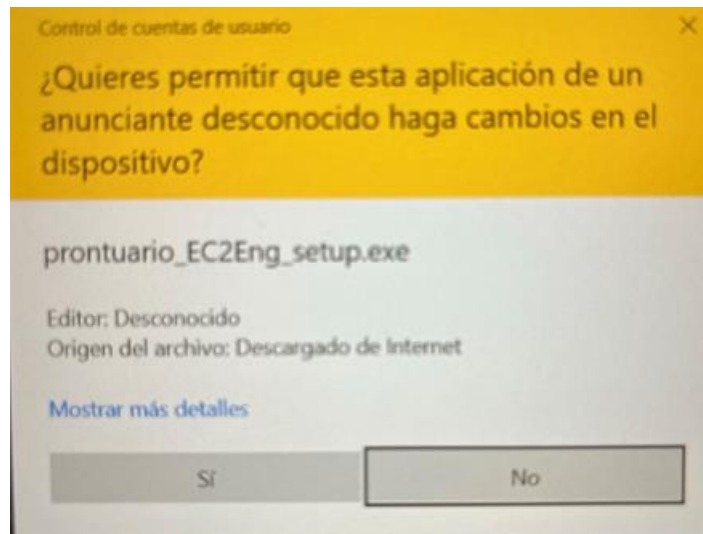 Control de cuentas de usuario
¿Quieres permitir que esta aplicación de un
anunciante desconocido haga cambios en el
dispositivo?
prontuario_EC2Eng_setup.exe
Editor: Desconocido
Origen del archivo: Descargado de Internet
Mostrar más detalles
Sí
No